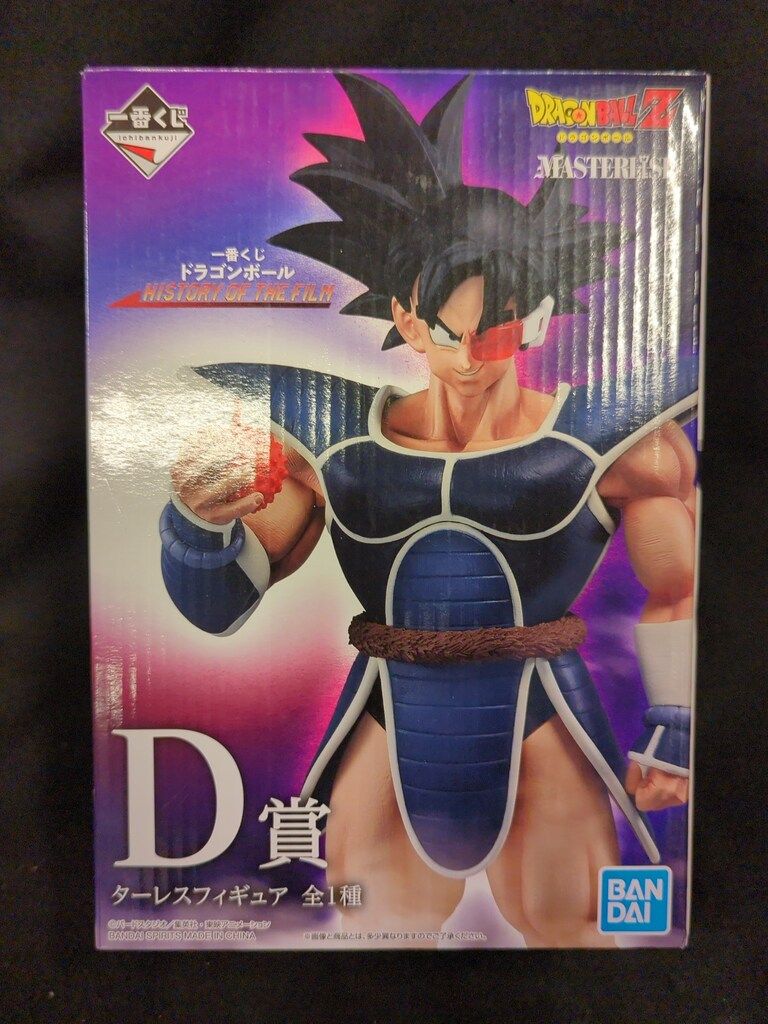 一番くじ
ichibankuji
DRAGONBALL Z
ドラゴンボール
MASTERLISE
一番くじ
ドラゴンボール
HISTORY OF THE FILM
D賞
ターレスフィギュア 全1種
©バードスタジオ／集英社・東映アニメーション
BANDAI SPIRITS MADE IN CHINA
※画像と商品とは、多少異なりますのでご了承ください。
BAN
DAI